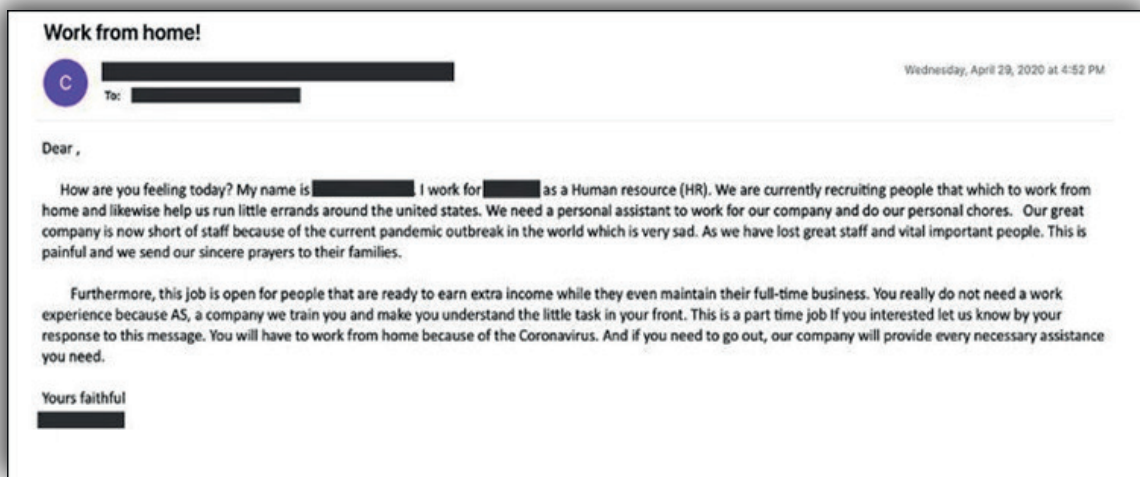 Work from home!
C
Wednesday, April 29, 2020 at 4:52 PM
To:
Dear ,
How are you feeling today? My name is I work for as a Human resource (HR). We are currently recruiting people that which to work from
home and likewise help us run little errands around the united states. We need a personal assistant to work for our company and do our personal chores. Our great
company is now short of staff because of the current pandemic outbreak in the world which is very sad. As we have lost great staff and vital important people. This is
painful and we send our sincere prayers to their families.
Furthermore, this job is open for people that are ready to earn extra income while they even maintain their full-time business. You really do not need a work
experience because AS, a company we train you and make you understand the little task in your front. This is a part time job If you interested let us know by your
response to this message. You will have to work from home because of the Coronavirus. And if you need to go out, our company will provide every necessary assistance
you need.
Yours faithful